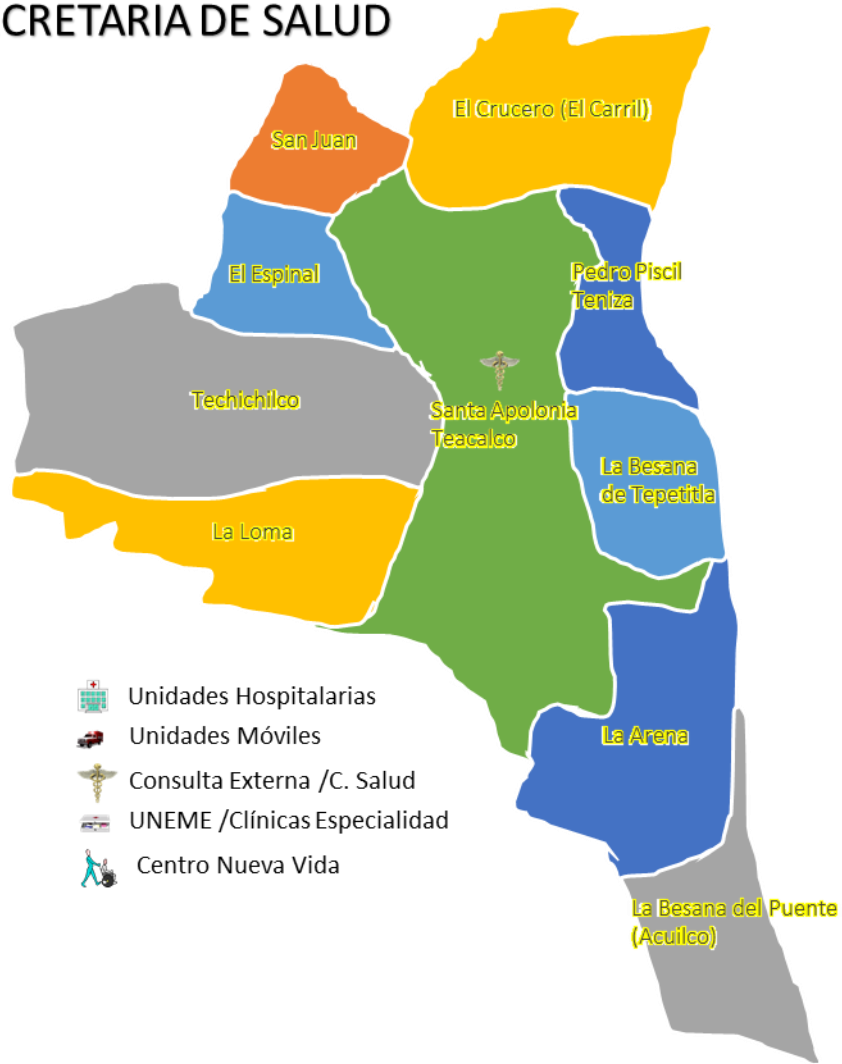 CRETARIA DE SALUD
El Crucero (El Carril)
San Juan
El Espinal
Pedro Piscil
Teniza
Techichilco
Santa Apolonia
Teacalco
La Besana
de Tepetitla
La Loma
Unidades Hospitalarias
Unidades Móviles
La Arena
Consulta Externa /C. Salud
UNEME /Clínicas Especialidad
Centro Nueva Vida
La Besana del Puente
(Acuilco)